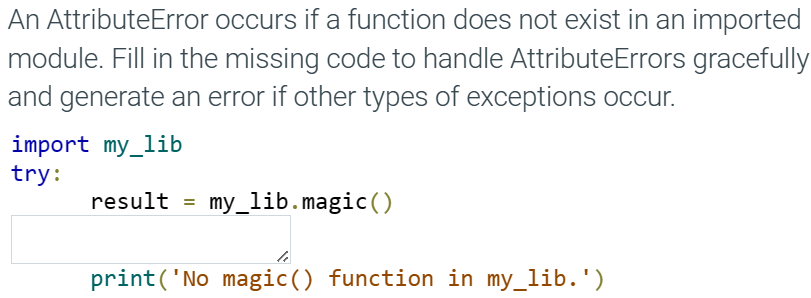 An AttributeError occurs if a function does not exist in an imported
module. Fill in the missing code to handle AttributeErrors gracefully
and generate an error if other types of exceptions occur.
import my_lib
try:
result = my_lib.magic()
print('No magic() function in my_lib.')